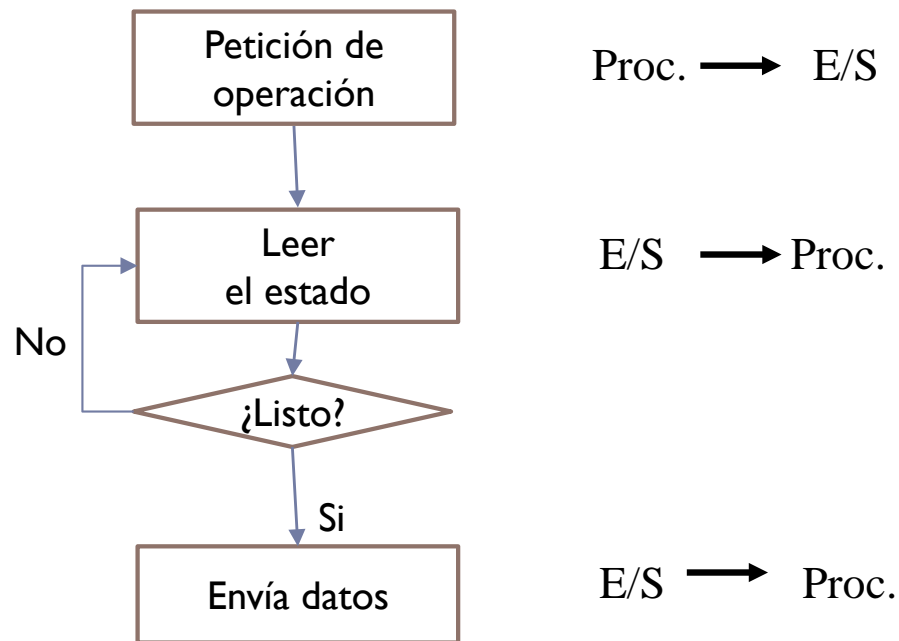 Petición de
operación
Proc. E/S
Leer
el estado
E/S Proc.
No
¿Listo?
Si
Envía datos
E/S Proc.